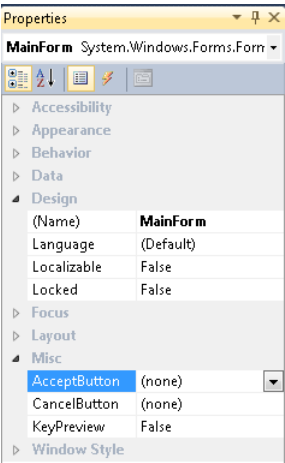 Properties
MainForm System.Windows.Forms.Form
Accessibility
Appearance
Behavior
Data
Design
(Name) MainForm
Language (Default)
Localizable False
Locked False
Focus
Layout
Misc
AcceptButton (none)
CancelButton (none)
KeyPreview False
Window Style